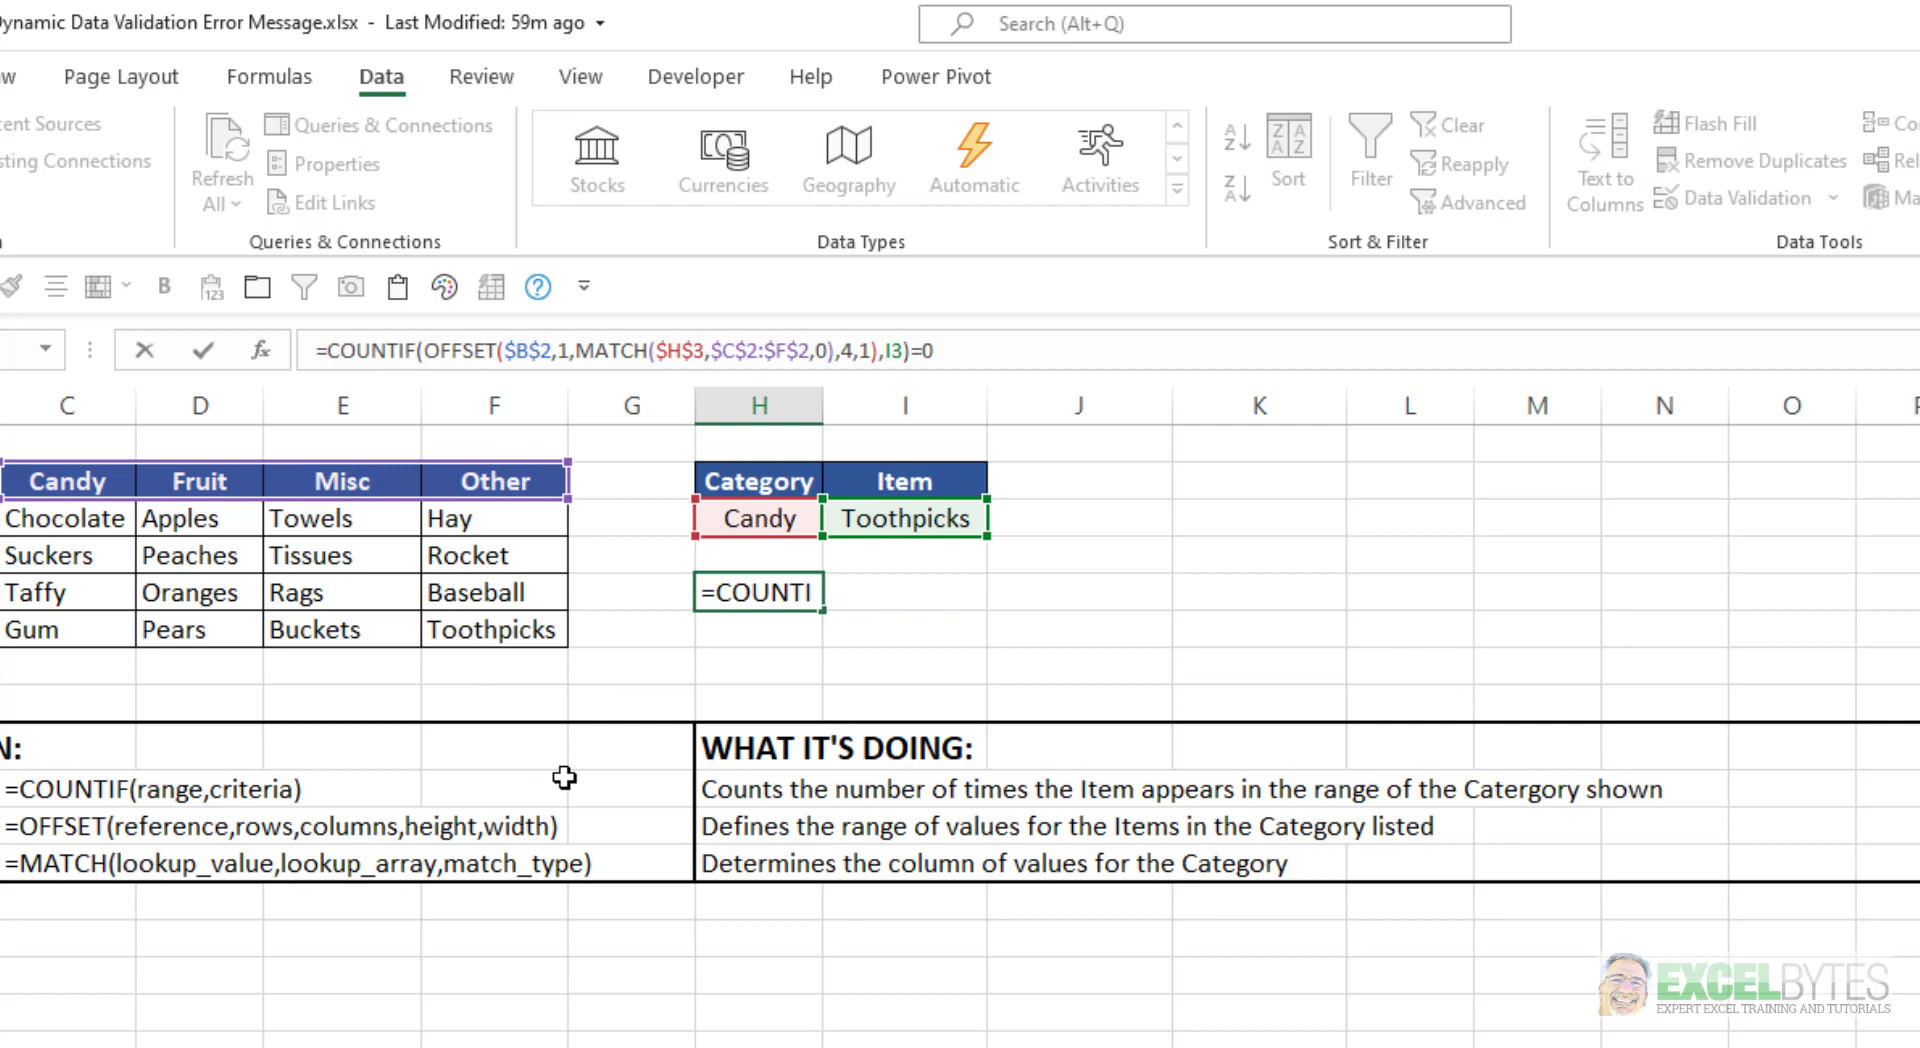 Dynamic Data Validation Error Message.xlsx - Last Modified: 59m ago
Search (Alt+Q)
Page Layout Formulas Data Review View Developer Help Power Pivot
Queries & Connections
Properties
Edit Links
Refresh
All
sting Connections
cent Sources
Stocks Currencies Geography Automatic Activities
Sort
Filter
Clear
Reapply
Advanced
Text to
Columns
Flash Fill
Remove Duplicates
Data Validation
Co
Rel
Ma
Queries & Connections Data Types Sort & Filter Data Tools
B 123
fx =COUNTIF(OFFSET($B$2,1,MATCH($H$3,$C$2:$F$2,0),4,1),I3)=0
C D E F G H I J K L M N O
Candy Fruit Misc Other Category Item
Chocolate Apples Towels Hay Candy Toothpicks
Suckers Peaches Tissues Rocket
Taffy Oranges Rags Baseball =COUNTI
Gum Pears Buckets Toothpicks
N: WHAT IT'S DOING:
=COUNTIF(range,criteria) Counts the number of times the Item appears in the range of the Catergory shown
=OFFSET(reference,rows,columns,height,width) Defines the range of values for the Items in the Category listed
=MATCH(lookup_value,lookup_array,match_type) Determines the column of values for the Category
EXCELBYTES
EXPERT EXCEL TRAINING AND TUTORIALS